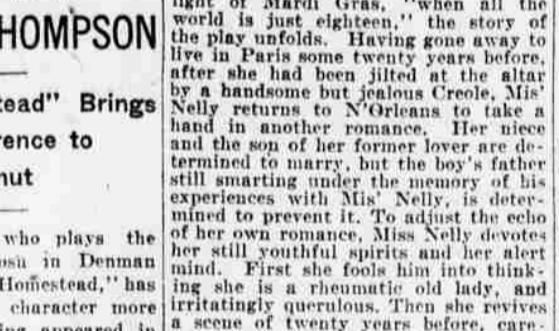 HOMPSON
tead" Brings
rence to
nut
who plays the
in Denman
Homestead," has
character more
ing appeared in
light of Mardi Gras, "when all the
world is just eighteen," the story of
the play unfolds. Having gone away to
live in Paris some twenty years before,
after she had been jilted at the altar
by a handsome but jealous Creole, Mis'
Nelly returns to N'Orleans to take a
hand in another romance. Her niece
and the son of her former lover are de-
termined to marry, but the boy's father
still smarting under the memory of his
experiences with Mis' Nelly, is deter-
mined to prevent it. To adjust the echo
of her own romance, Miss Nelly devotes
her still youthful spirits and her alert
mind. First she fools him into think-
ing she is a rheumatic old lady, and
irritatingly querulous. Then she revives
a scene of twenty years before, care-